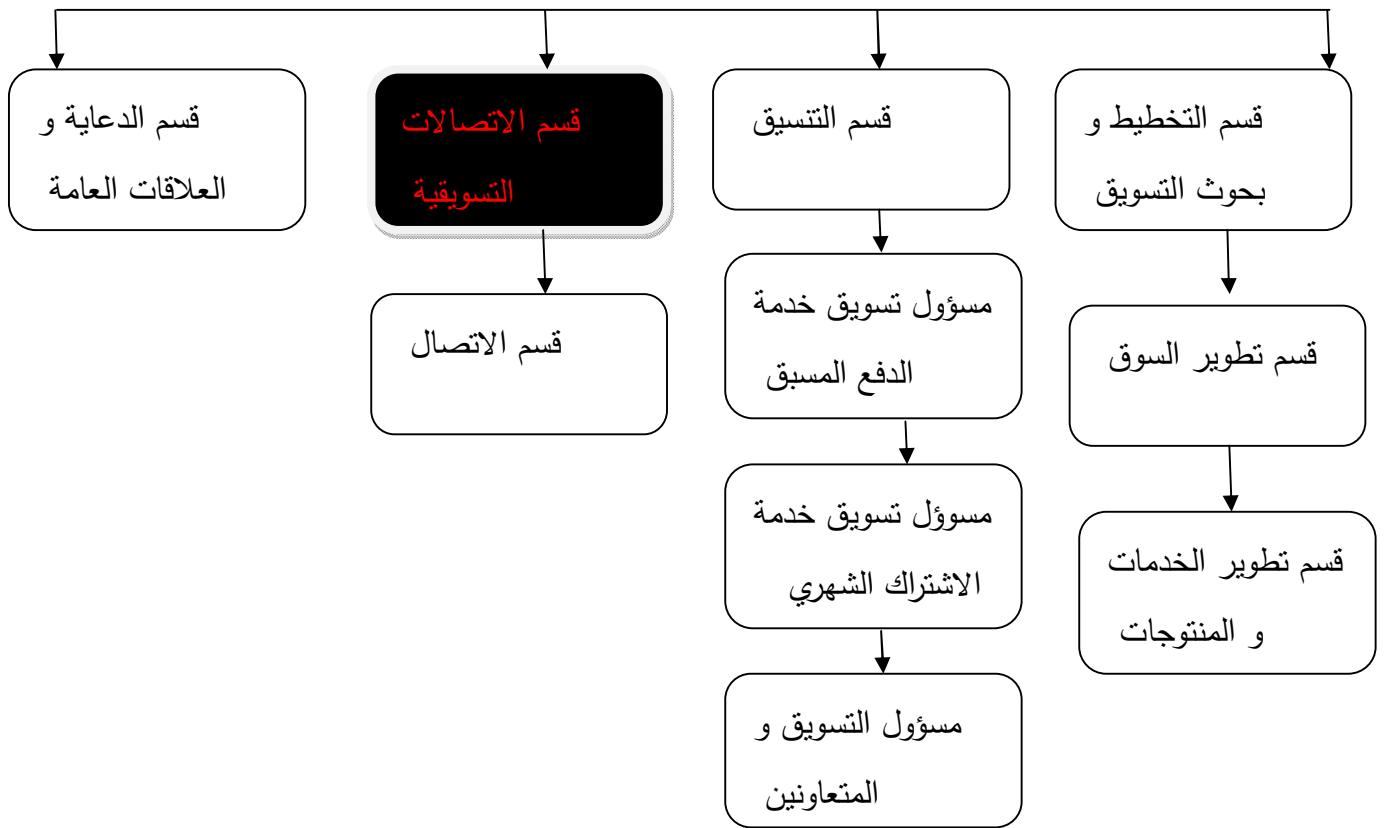 قسم التخطيط و
بحوث التسويق
قسم التنسيق
قسم الاتصالات
التسويقية
قسم الدعاية و
العلاقات العامة
قسم تطوير السوق
مسؤول تسويق خدمة
الدفع المسبق
قسم الاتصال
قسم تطوير الخدمات
و المنتوجات
مسوؤل تسويق خدمة
الاشتراك الشهري
مسؤول التسويق و
المتعاونين